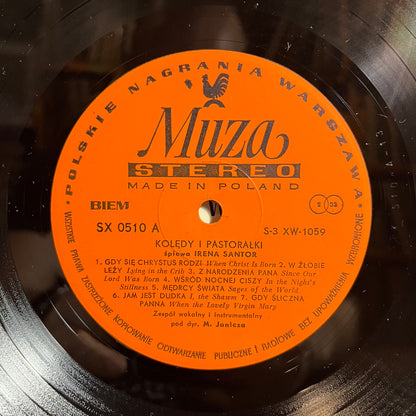 POLSKIE NAGRANIA WARSZAWA
Muza
STEREO
MADE IN POLAND
BIEM
2 33
SX 0510 A
S-3 XW-1059
KOLĘDY I PASTORAŁKI
śpiewa IRENA SANTOR
1. GDY SIĘ CHRYSTUS RODZI When Christ Is Born 2. W ŻŁOBIE
LEŻY Lying in the Crib 3. Z NARODZENIA PANA Since Our
Lord Was Born 4. WŚRÓD NOCNEJ CISZY In the Night's
Stillness 5. MĘDRCY ŚWIATA Sages of the World
6. JAM JEST DUDKA I, the Shawm 7. GDY ŚLICZNA
PANNA When the Lovely Virgin Mary
Zespół wokalny i instrumentalny
pod dyr. M. Janicza
WSZYSTKIE PRAWA ZASTRZEŻONE KOPIOWANIE ODTWARZANIE PUBLICZNE I RADIOWE BEZ UPOWAŻNIENIA WZBRONIONE